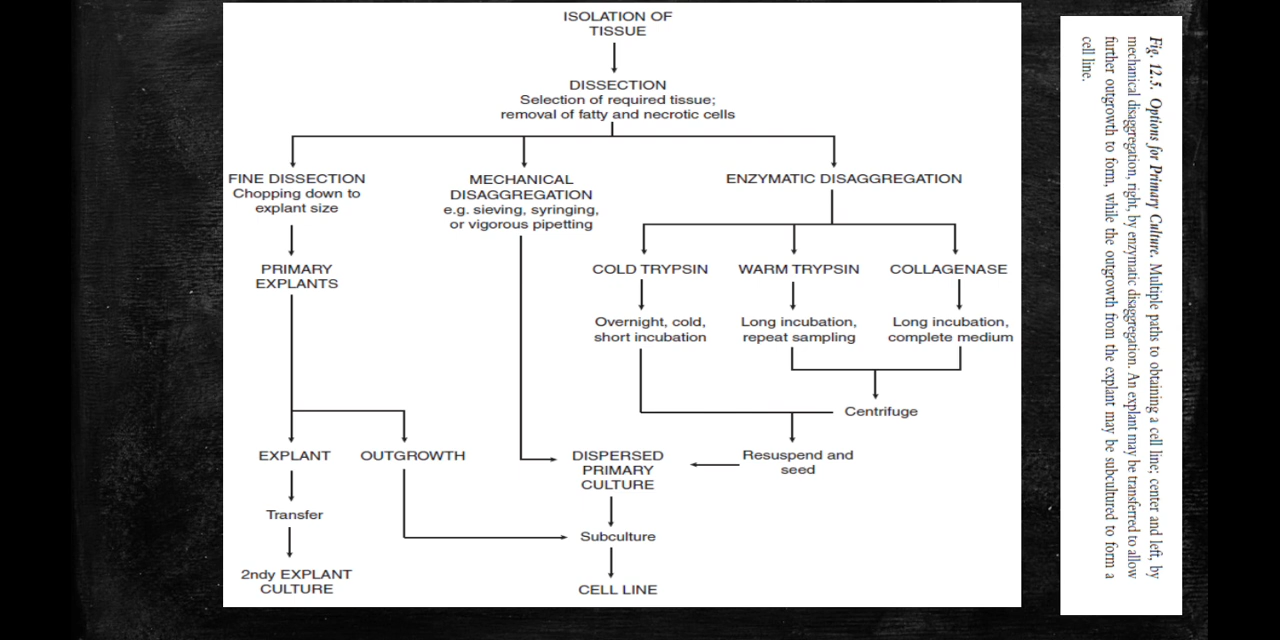 ISOLATION OF
TISSUE
DISSECTION
Selection of required tissue;
removal of fatty and necrotic cells
FINE DISSECTION
Chopping down to
explant size
MECHANICAL
DISAGGREGATION
e.g. sieving, syringing,
or vigorous pipetting
ENZYMATIC DISAGGREGATION
PRIMARY
EXPLANTS
COLD TRYPSIN
WARM TRYPSIN
COLLAGENASE
Overnight, cold,
short incubation
Long incubation,
repeat sampling
Long incubation,
complete medium
Centrifuge
EXPLANT
OUTGROWTH
DISPERSED
PRIMARY
CULTURE
Resuspend and
seed
Transfer
Subculture
2ndy EXPLANT
CULTURE
CELL LINE
Fig. 12.5. Options for Primary Culture. Multiple paths to obtaining a cell line; center and left, by
mechanical disaggregation, right, by enzymatic disaggregation. An explant may be transferred to allow
further outgrowth to form, while the outgrowth from the explant may be subcultured to form a
cell line.